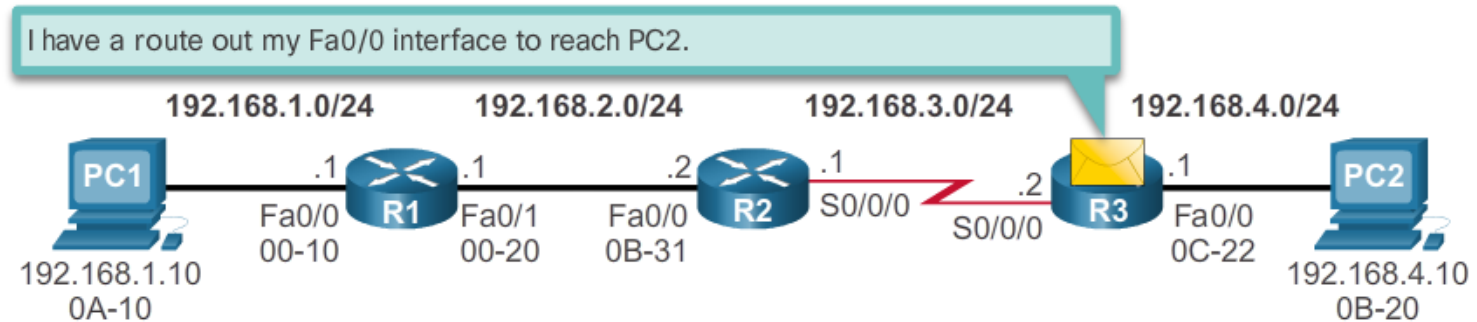 I have a route out my Fa0/0 interface to reach PC2.
192.168.1.0/24 192.168.2.0/24 192.168.3.0/24 192.168.4.0/24
PC1 .1 .1 .2 .1 .2 .1 PC2
R1 R2 R3
Fa0/0 Fa0/1 Fa0/0 S0/0/0 S0/0/0 Fa0/0
00-10 00-20 0B-31 0C-22
192.168.1.10 192.168.4.10
0A-10 0B-20